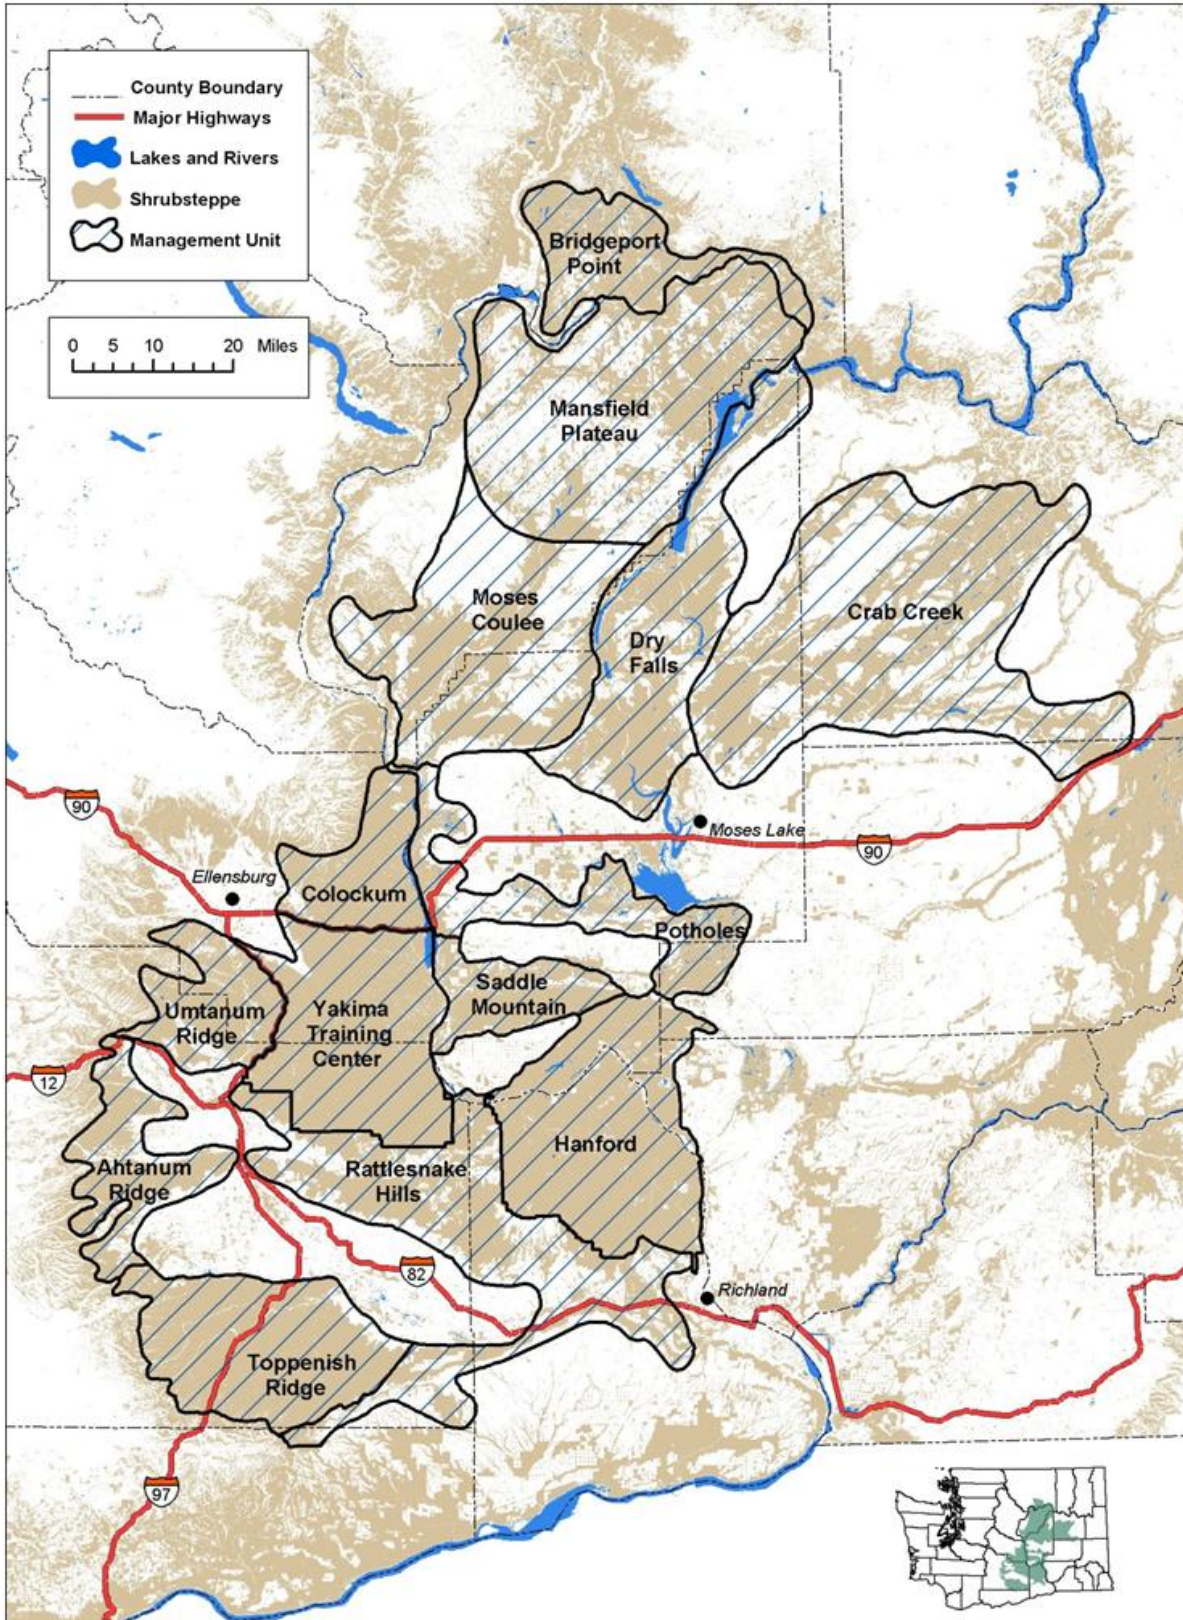 County Boundary
Major Highways
Lakes and Rivers
Shrubsteppe
Management Unit
0 5 10 20 Miles
Bridgeport
Point
Mansfield
Plateau
Moses
Coulee
Dry
Falls
Crab Creek
90
Moses Lake
90
Ellensburg
Colockum
Potholes
Umtanum
Ridge
Yakima
Training
Center
Saddle
Mountain
12
Hanford
Ahtanum
Ridge
Rattlesnake
Hills
82
Richland
Toppenish
Ridge
97